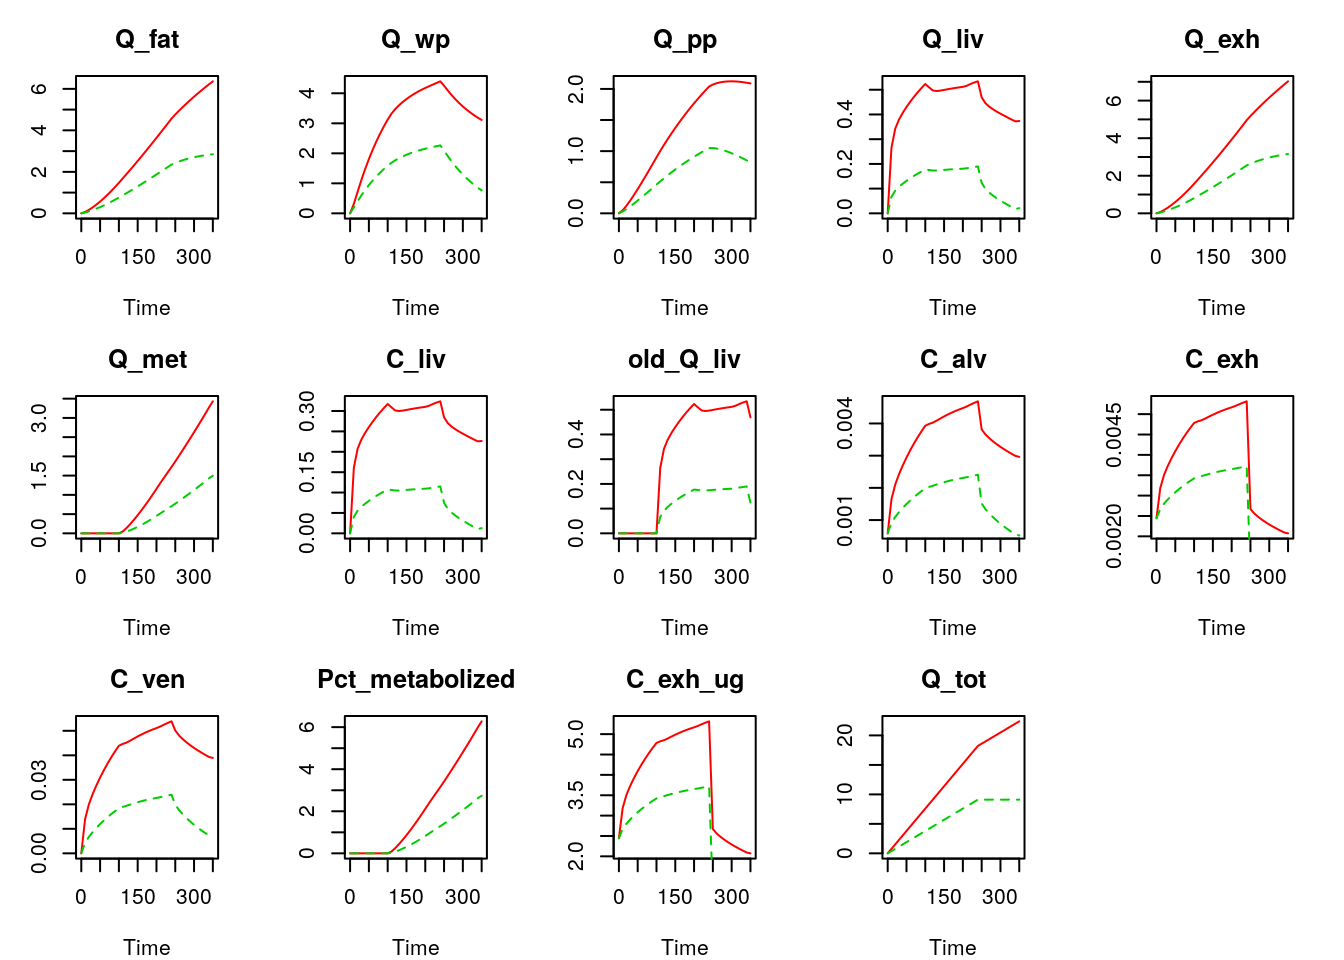 Q_fat Q_wp Q_pp Q_liv Q_exh
0 2 4 6 0 1 2 3 4 0.0 1.0 2.0 0.0 0.2 0.4 0 2 4 6
0 150 300 0 150 300 0 150 300 0 150 300 0 150 300
Time Time Time Time Time
Q_met C_liv old_Q_liv C_alv C_exh
0.0 1.5 3.0 0.00 0.15 0.30 0.0 0.2 0.4 0.001 0.004 0.0020 0.0045
0 150 300 0 150 300 0 150 300 0 150 300 0 150 300
Time Time Time Time Time
C_ven Pct_metabolized C_exh_ug Q_tot
0.00 0.03 0 2 4 6 2.0 3.5 5.0 0 10 20
0 150 300 0 150 300 0 150 300 0 150 300
Time Time Time Time